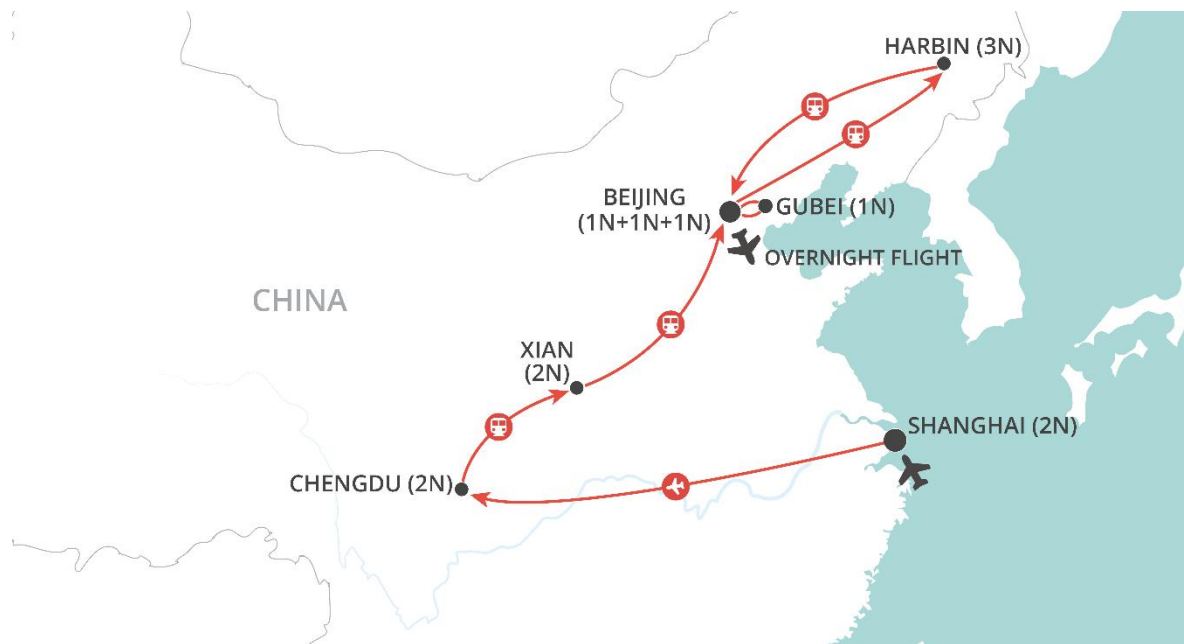 HARBIN (3N)
BEIJING
(1N+1N+1N)
GUBEI (1N)
OVERNIGHT FLIGHT
CHINA
XIAN
(2N)
SHANGHAI (2N)
CHENGDU (2N)